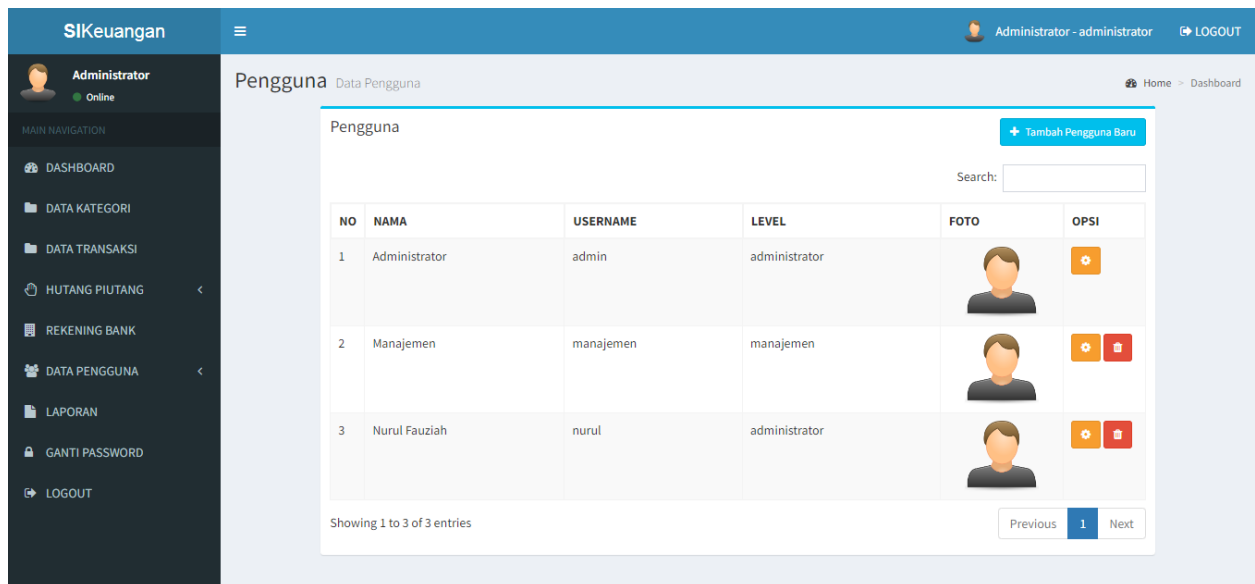 SIKeuangan
Administrator - administrator LOGOUT
Administrator
Online
MAIN NAVIGATION
DASHBOARD
DATA KATEGORI
DATA TRANSAKSI
HUTANG PIUTANG
REKENING BANK
DATA PENGGUNA
LAPORAN
GANTI PASSWORD
LOGOUT
Pengguna Data Pengguna
Home > Dashboard
Pengguna
Tambah Pengguna Baru
Search:
NO NAMA USERNAME LEVEL FOTO OPSI
1 Administrator admin administrator
2 Manajemen manajemen manajemen
3 Nurul Fauziah nurul administrator
Showing 1 to 3 of 3 entries
Previous 1 Next